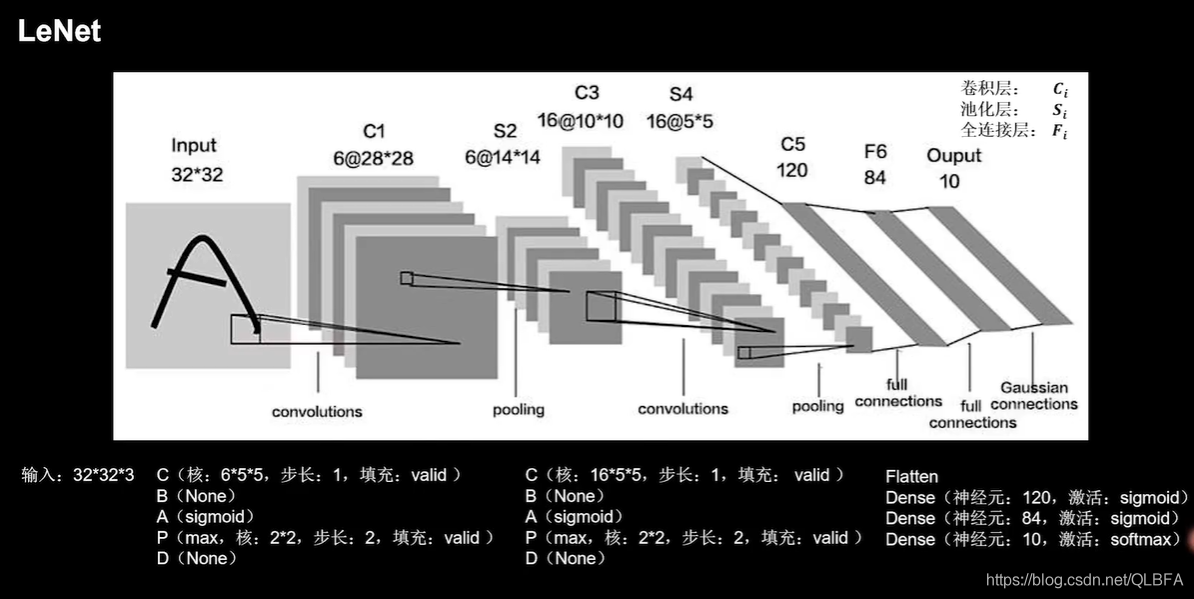 LeNet
卷积层： Cᵢ
池化层： Sᵢ
全连接层： Fᵢ
Input
32*32
C1
6@28*28
S2
6@14*14
C3
16@10*10
S4
16@5*5
C5
120
F6
84
Ouput
10
convolutions
pooling
convolutions
pooling
full
connections
full
connections
Gaussian
connections
输入：32*32*3
C（核：6*5*5，步长：1，填充：valid ）
B（None）
A（sigmoid）
P（max，核：2*2，步长：2，填充：valid ）
D（None）
C（核：16*5*5，步长：1，填充：valid ）
B（None）
A（sigmoid）
P（max，核：2*2，步长：2，填充：valid ）
D（None）
Flatten
Dense（神经元：120，激活：sigmoid）
Dense（神经元：84，激活：sigmoid）
Dense（神经元：10，激活：softmax）
https://blog.csdn.net/QLBFA